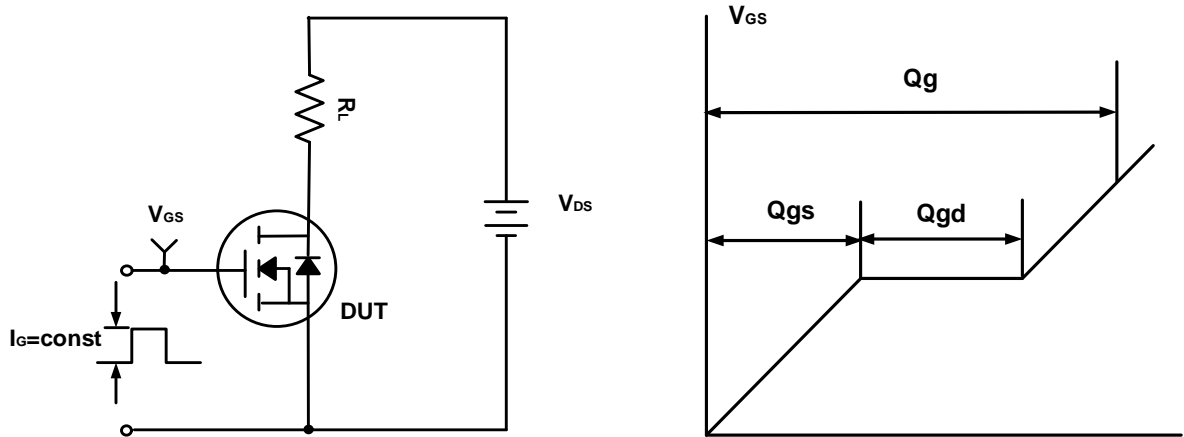 RL
VGS
VDS
DUT
IG=const
VGS
Qg
Qgs
Qgd